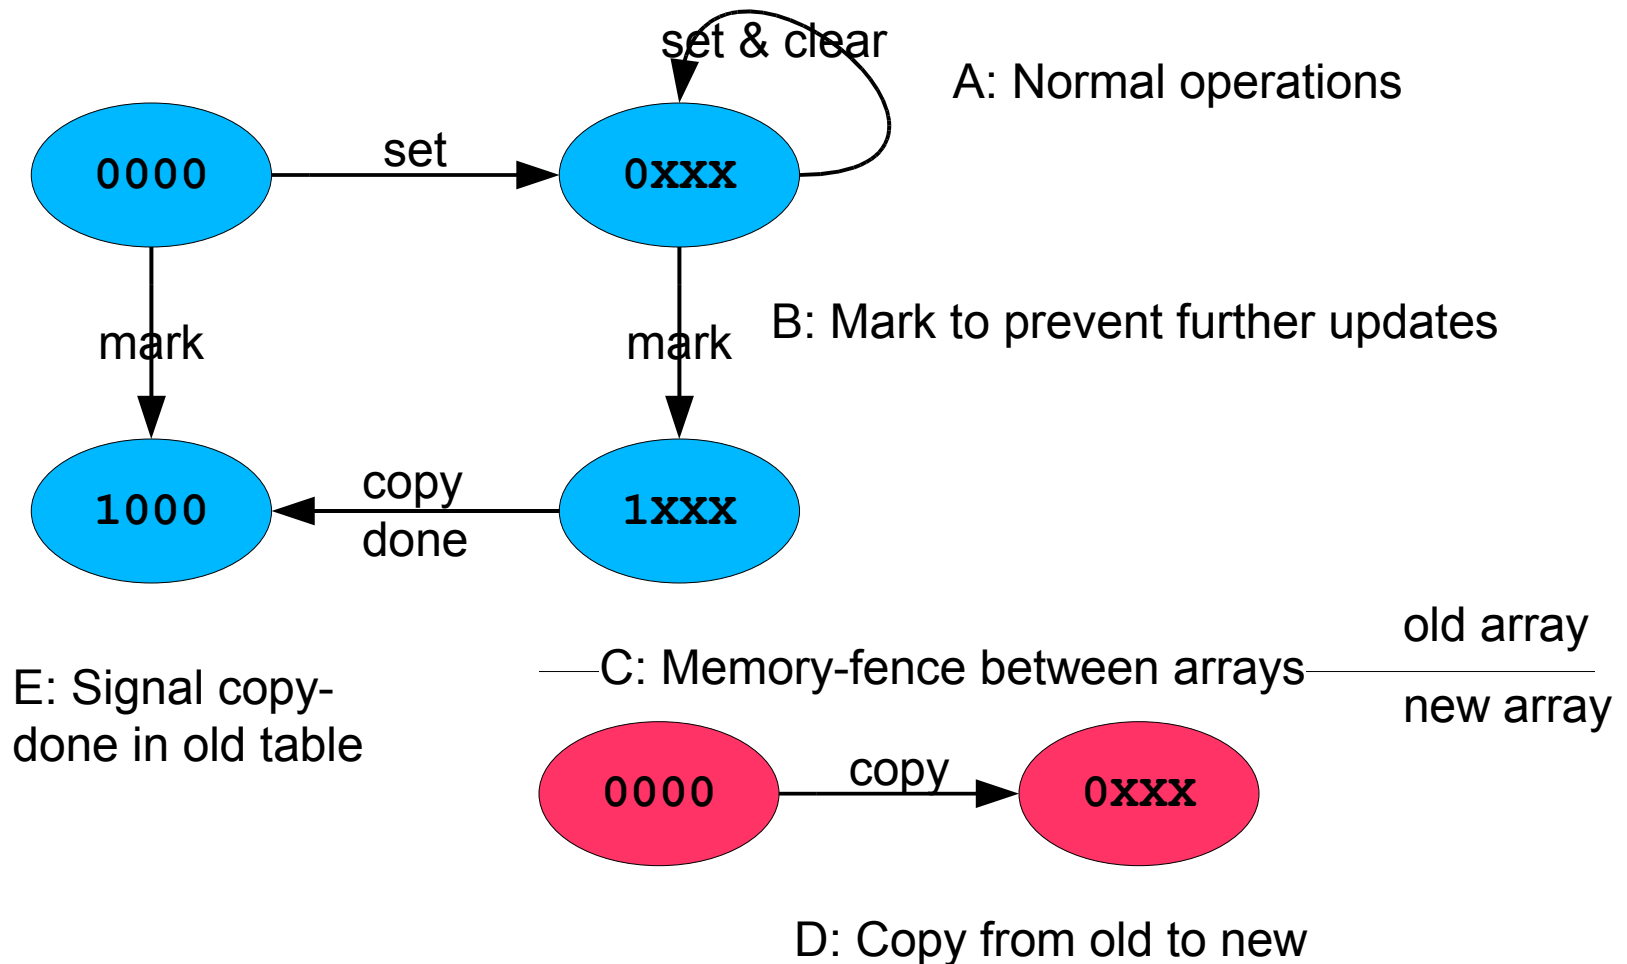 set & clear
A: Normal operations
0000
set
0xxx
mark
mark
B: Mark to prevent further updates
1000
copy
done
1xxx
old array
C: Memory-fence between arrays
new array
E: Signal copy-
done in old table
0000
copy
0xxx
D: Copy from old to new